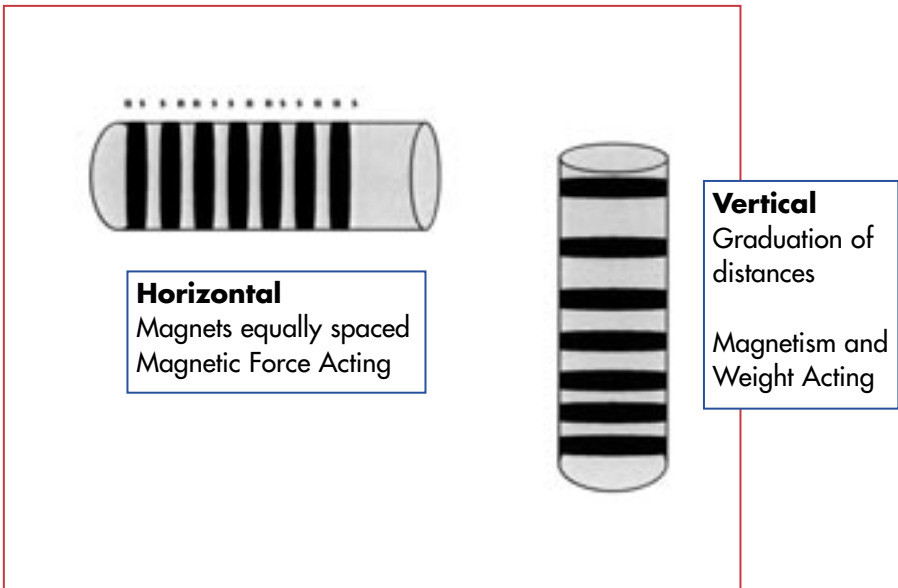 Horizontal
Magnets equally spaced
Magnetic Force Acting
Vertical
Graduation of
distances
Magnetism and
Weight Acting